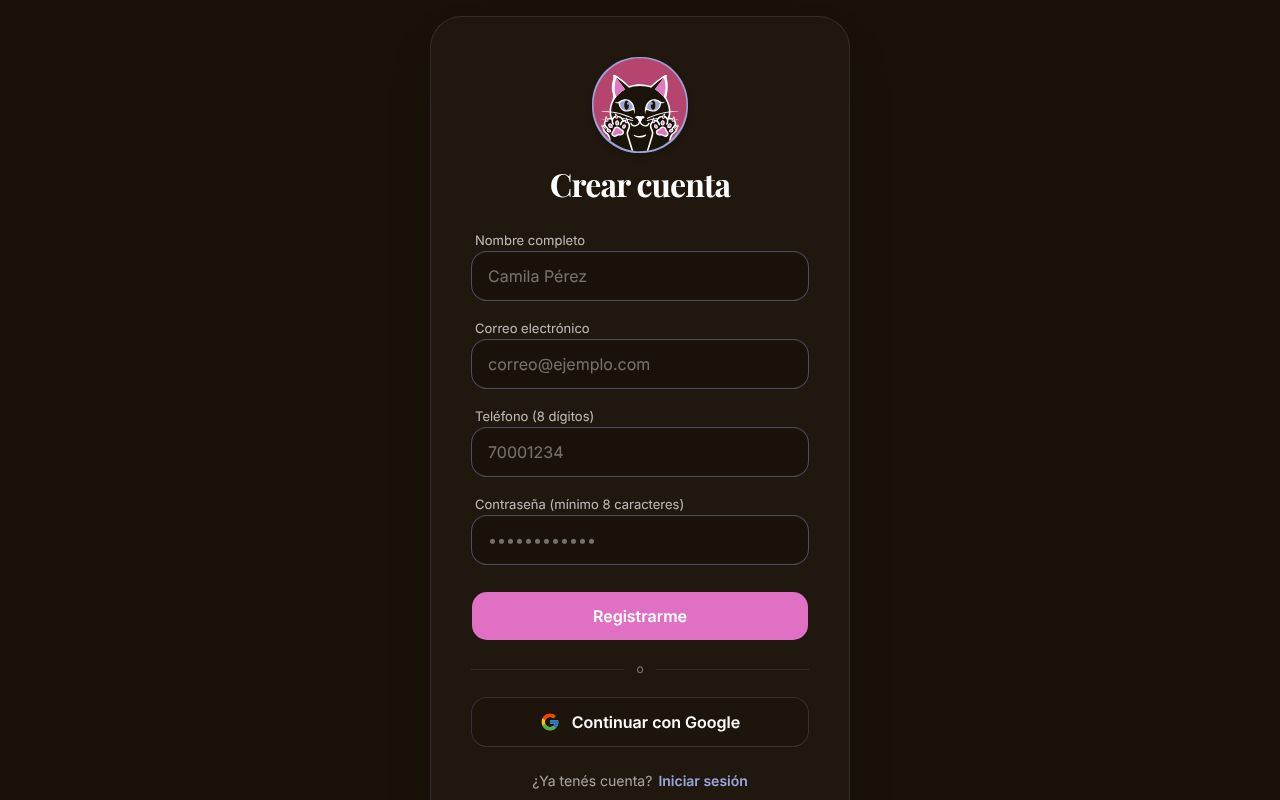 Crear cuenta
Nombre completo
Camila Pérez
Correo electrónico
correo@ejemplo.com
Teléfono (8 dígitos)
70001234
Contraseña (mínimo 8 caracteres)
••••••••••••
Registrarme
o
Continuar con Google
¿Ya tenés cuenta? Iniciar sesión